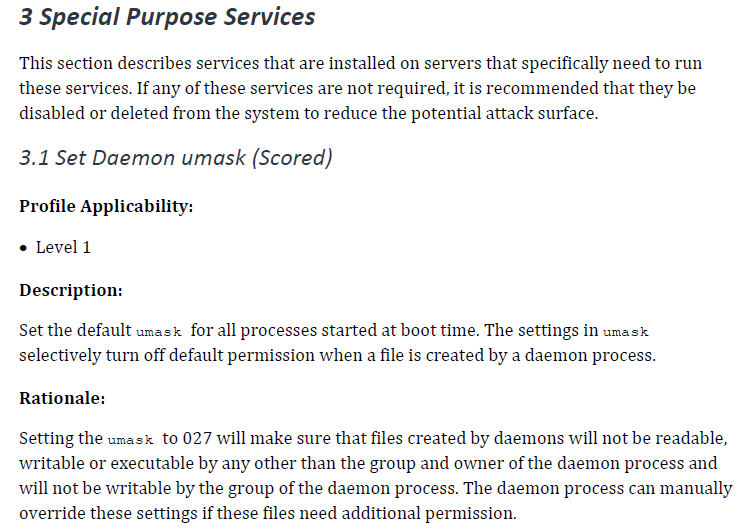 3 Special Purpose Services
This section describes services that are installed on servers that specifically need to run
these services. If any of these services are not required, it is recommended that they be
disabled or deleted from the system to reduce the potential attack surface.
3.1 Set Daemon umask (Scored)
Profile Applicability:
• Level 1
Description:
Set the default umask for all processes started at boot time. The settings in umask
selectively turn off default permission when a file is created by a daemon process.
Rationale:
Setting the umask to 027 will make sure that files created by daemons will not be readable,
writable or executable by any other than the group and owner of the daemon process and
will not be writable by the group of the daemon process. The daemon process can manually
override these settings if these files need additional permission.